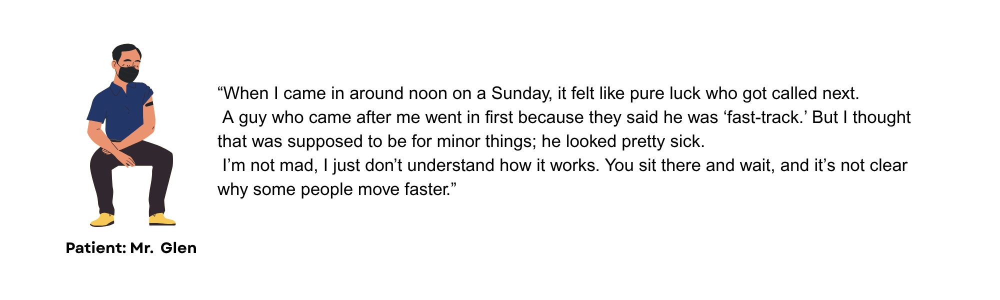 “When I came in around noon on a Sunday, it felt like pure luck who got called next.
A guy who came after me went in first because they said he was ‘fast-track.’ But I thought
that was supposed to be for minor things; he looked pretty sick.
I’m not mad, I just don’t understand how it works. You sit there and wait, and it’s not clear
why some people move faster.”
Patient: Mr. Glen